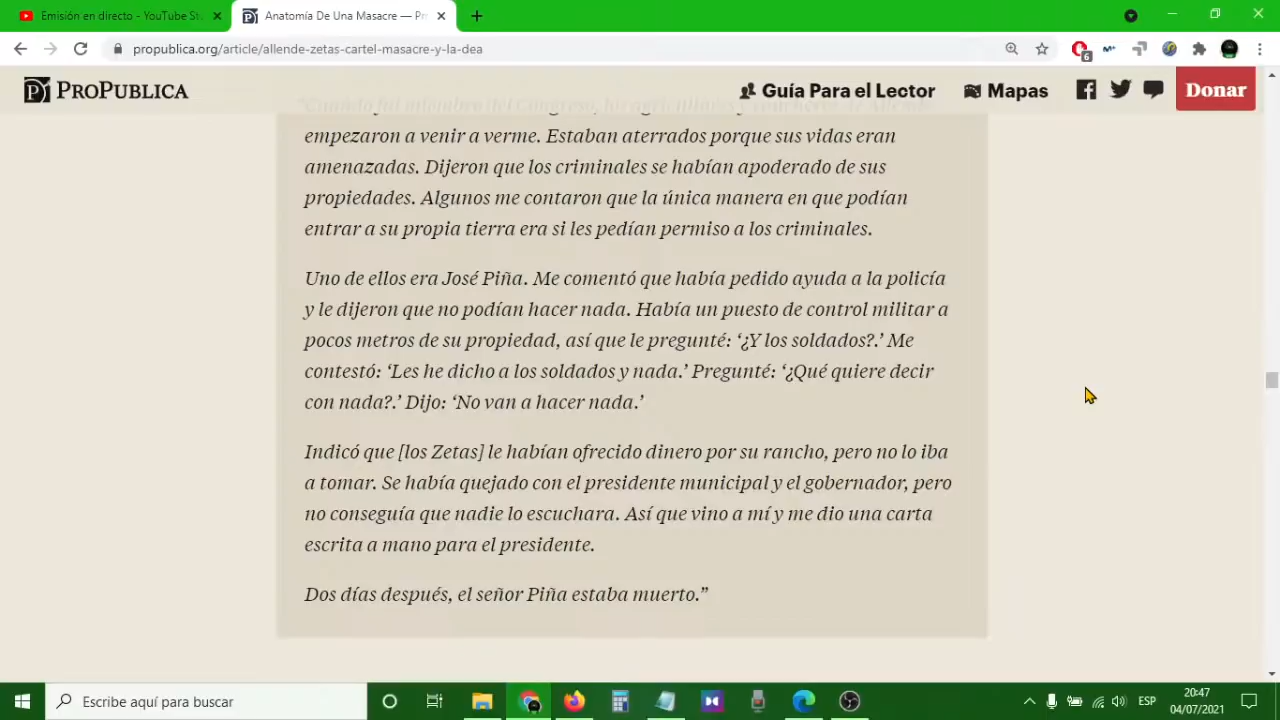 Emisión en directo - YouTube Stu
Anatomía De Una Masacre — Pr
propublica.org/article/allende-zetas-cartel-masacre-y-la-dea
6
PROPUBLICA
Guía Para el Lector
Mapas
Donar
empezaron a venir a verme. Estaban aterrados porque sus vidas eran
amenazadas. Dijeron que los criminales se habían apoderado de sus
propiedades. Algunos me contaron que la única manera en que podían
entrar a su propia tierra era si les pedían permiso a los criminales.
Uno de ellos era José Piña. Me comentó que había pedido ayuda a la policía
y le dijeron que no podían hacer nada. Había un puesto de control militar a
pocos metros de su propiedad, así que le pregunté: ‘¿Y los soldados?.’ Me
contestó: ‘Les he dicho a los soldados y nada.’ Pregunté: ‘¿Qué quiere decir
con nada?.’ Dijo: ‘No van a hacer nada.’
Indicó que [los Zetas] le habían ofrecido dinero por su rancho, pero no lo iba
a tomar. Se había quejado con el presidente municipal y el gobernador, pero
no conseguía que nadie lo escuchara. Así que vino a mí y me dio una carta
escrita a mano para el presidente.
Dos días después, el señor Piña estaba muerto.”
Escribe aquí para buscar
ESP
20:47
04/07/2021